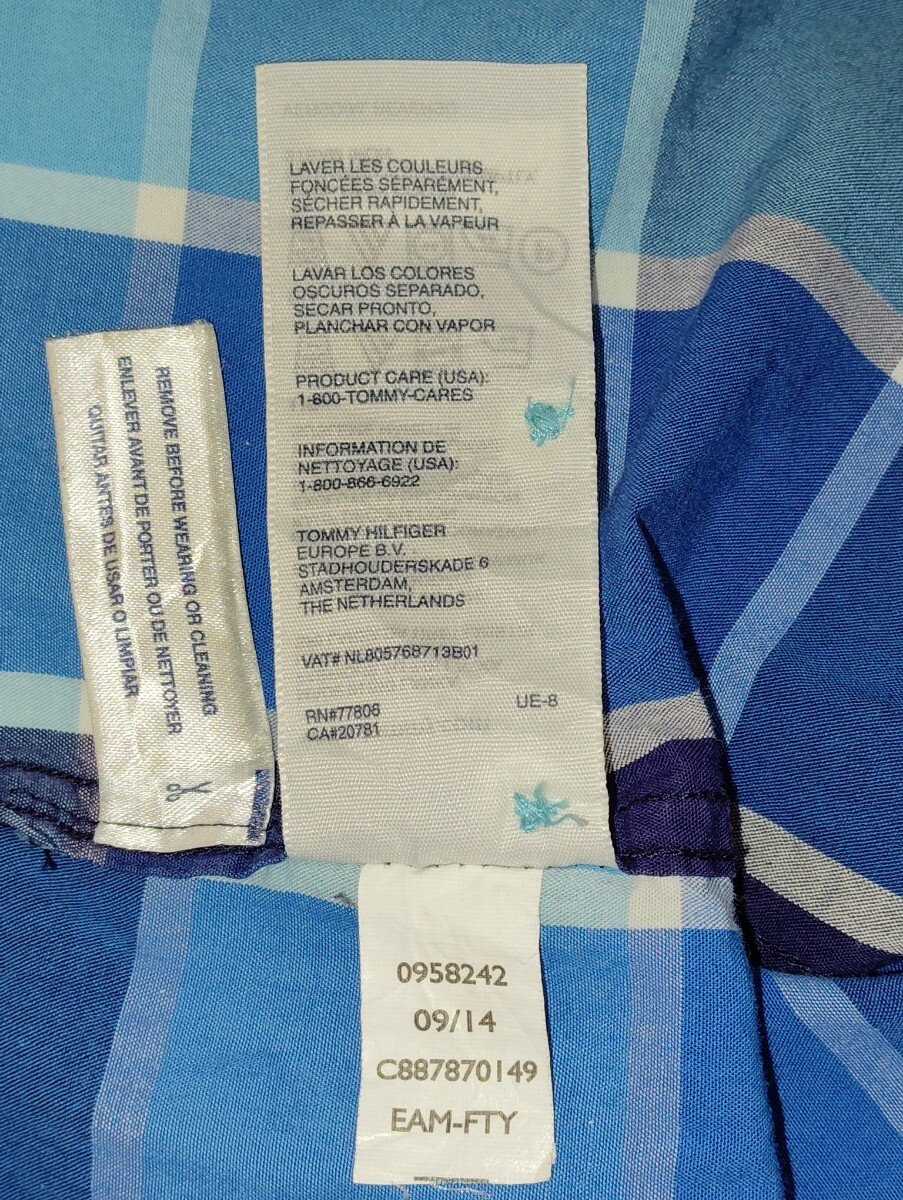 LAVER LES COULEURS
FONCÉES SÉPARÉMENT,
SÉCHER RAPIDEMENT,
REPASSER À LA VAPEUR
LAVAR LOS COLORES
OSCUROS SEPARADO,
SECAR PRONTO,
PLANCHAR CON VAPOR
PRODUCT CARE (USA):
1-800-TOMMY-CARES
INFORMATION DE
NETTOYAGE (USA):
1-800-866-6922
TOMMY HILFIGER
EUROPE B.V.
STADHOUDERSKADE 6
AMSTERDAM,
THE NETHERLANDS
VAT# NL805768713B01
RN#77806 UE-8
CA#20781
REMOVE BEFORE WEARING OR CLEANING
ENLEVER AVANT DE PORTER OU DE NETTOYER
QUITAR ANTES DE USAR O LIMPIAR
0958242
09/14
C887870149
EAM-FTY